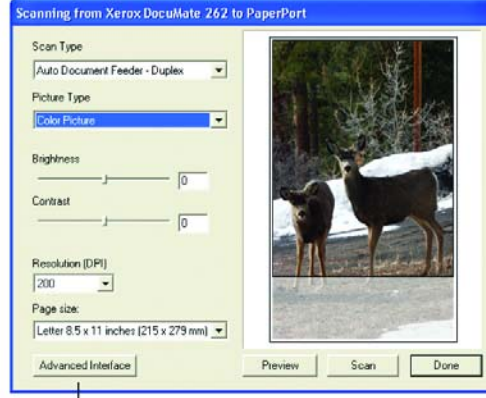 Scanning from Xerox DocuMate 262 to PaperPort
Scan Type
Auto Document Feeder - Duplex
Picture Type
Color Picture
Brightness
0
Contrast
0
Resolution (DPI)
200
Page size:
Letter 8.5 x 11 inches (215 x 279 mm)
Advanced Interface
Preview
Scan
Done